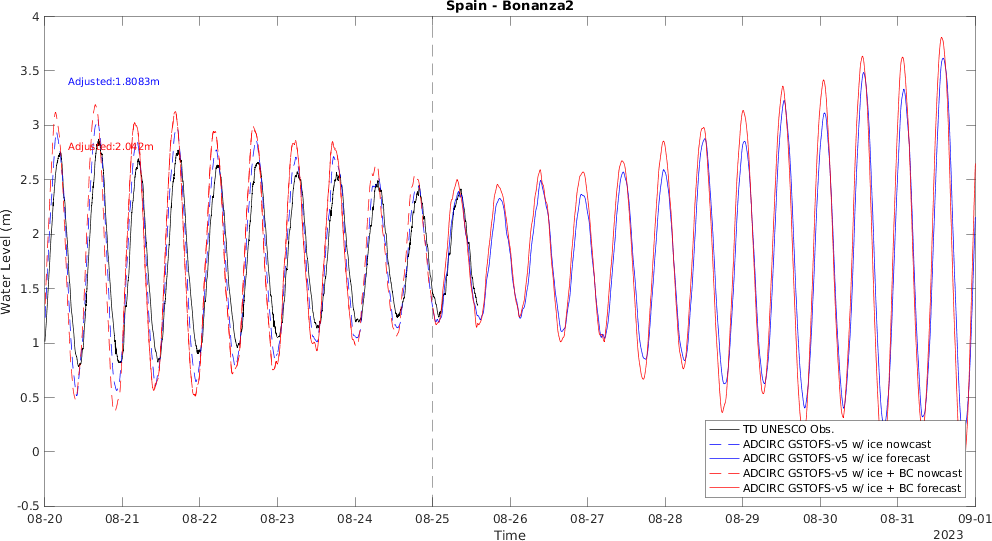 Spain - Bonanza2
4
3.5
3
2.5
2
1.5
1
0.5
0
-0.5
Water Level (m)
Adjusted:1.8083m
Adjusted:2.042m
TD UNESCO Obs.
ADCIRC GSTOFS-v5 w/ ice nowcast
ADCIRC GSTOFS-v5 w/ ice forecast
ADCIRC GSTOFS-v5 w/ ice + BC nowcast
ADCIRC GSTOFS-v5 w/ ice + BC forecast
08-20 08-21 08-22 08-23 08-24 08-25 08-26 08-27 08-28 08-29 08-30 08-31 09-01
Time
2023